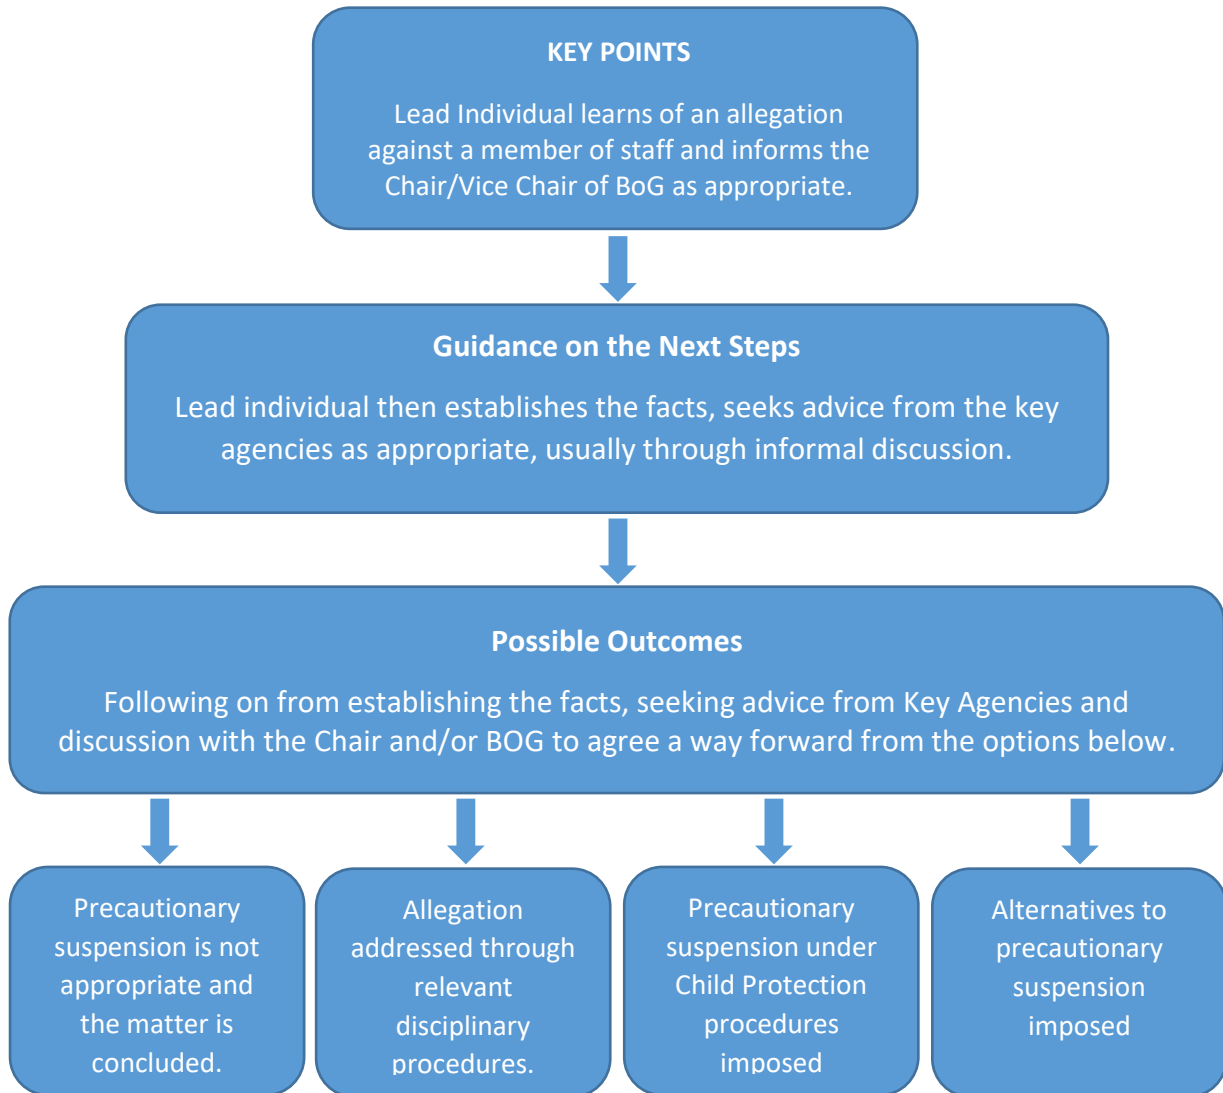 KEY POINTS
Lead Individual learns of an allegation
against a member of staff and informs the
Chair/Vice Chair of BoG as appropriate.
Guidance on the Next Steps
Lead individual then establishes the facts, seeks advice from the key
agencies as appropriate, usually through informal discussion.
Possible Outcomes
Following on from establishing the facts, seeking advice from Key Agencies and
discussion with the Chair and/or BOG to agree a way forward from the options below.
Precautionary
suspension is not
appropriate and
the matter is
concluded.
Allegation
addressed through
relevant
disciplinary
procedures.
Precautionary
suspension under
Child Protection
procedures
imposed
Alternatives to
precautionary
suspension
imposed